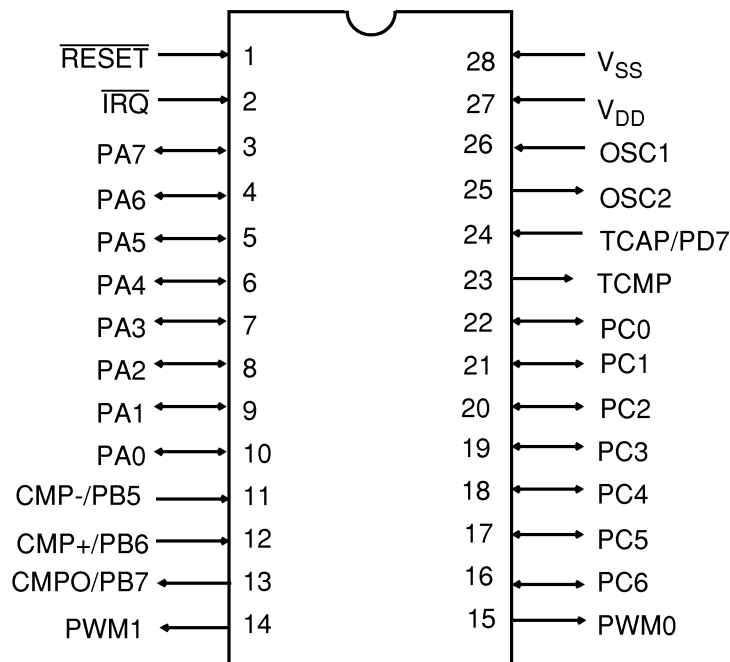 RESET 1 28 VSS
IRQ 2 27 VDD
PA7 3 26 OSC1
PA6 4 25 OSC2
PA5 5 24 TCAP/PD7
PA4 6 23 TCMP
PA3 7 22 PC0
PA2 8 21 PC1
PA1 9 20 PC2
PA0 10 19 PC3
CMP-/PB5 11 18 PC4
CMP+/PB6 12 17 PC5
CMPO/PB7 13 16 PC6
PWM1 14 15 PWM0